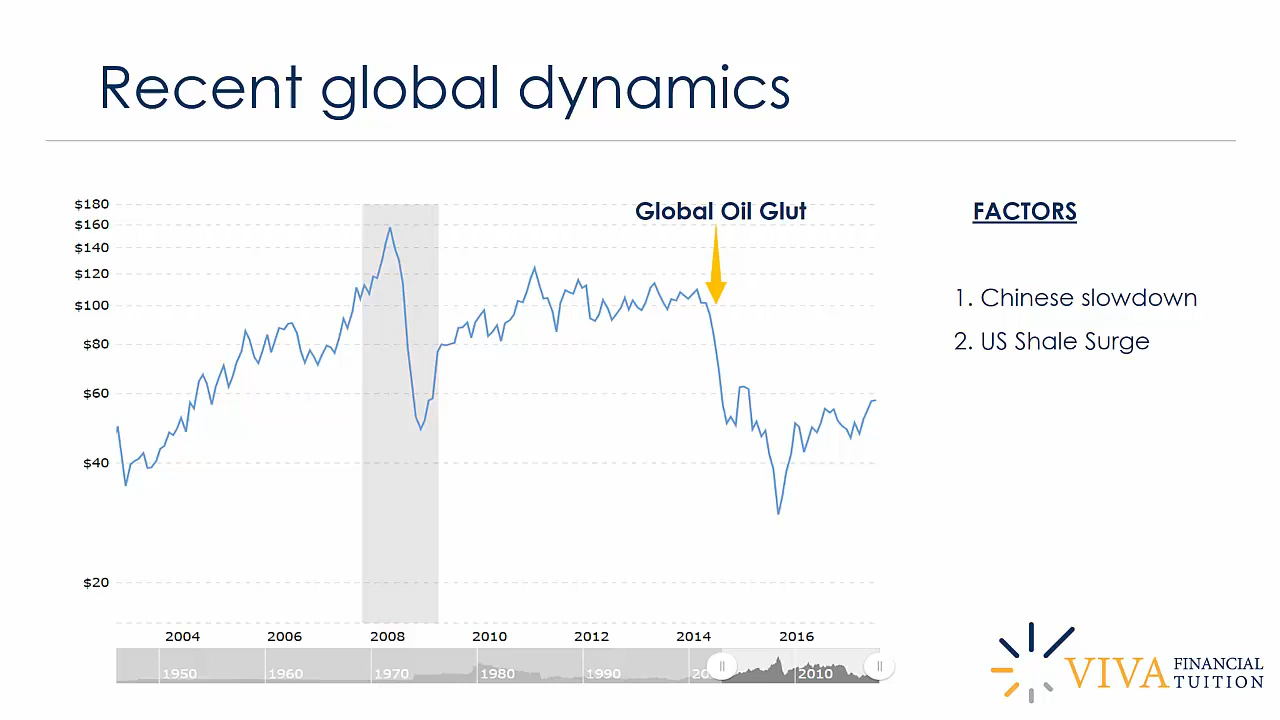 Recent global dynamics
Global Oil Glut
FACTORS
1. Chinese slowdown
2. US Shale Surge
$180
$160
$140
$120
$100
$80
$60
$40
$20
2004 2006 2008 2010 2012 2014 2016
1950 1960 1970 1980 1990 20 2010
VIVA FINANCIAL
TUITION